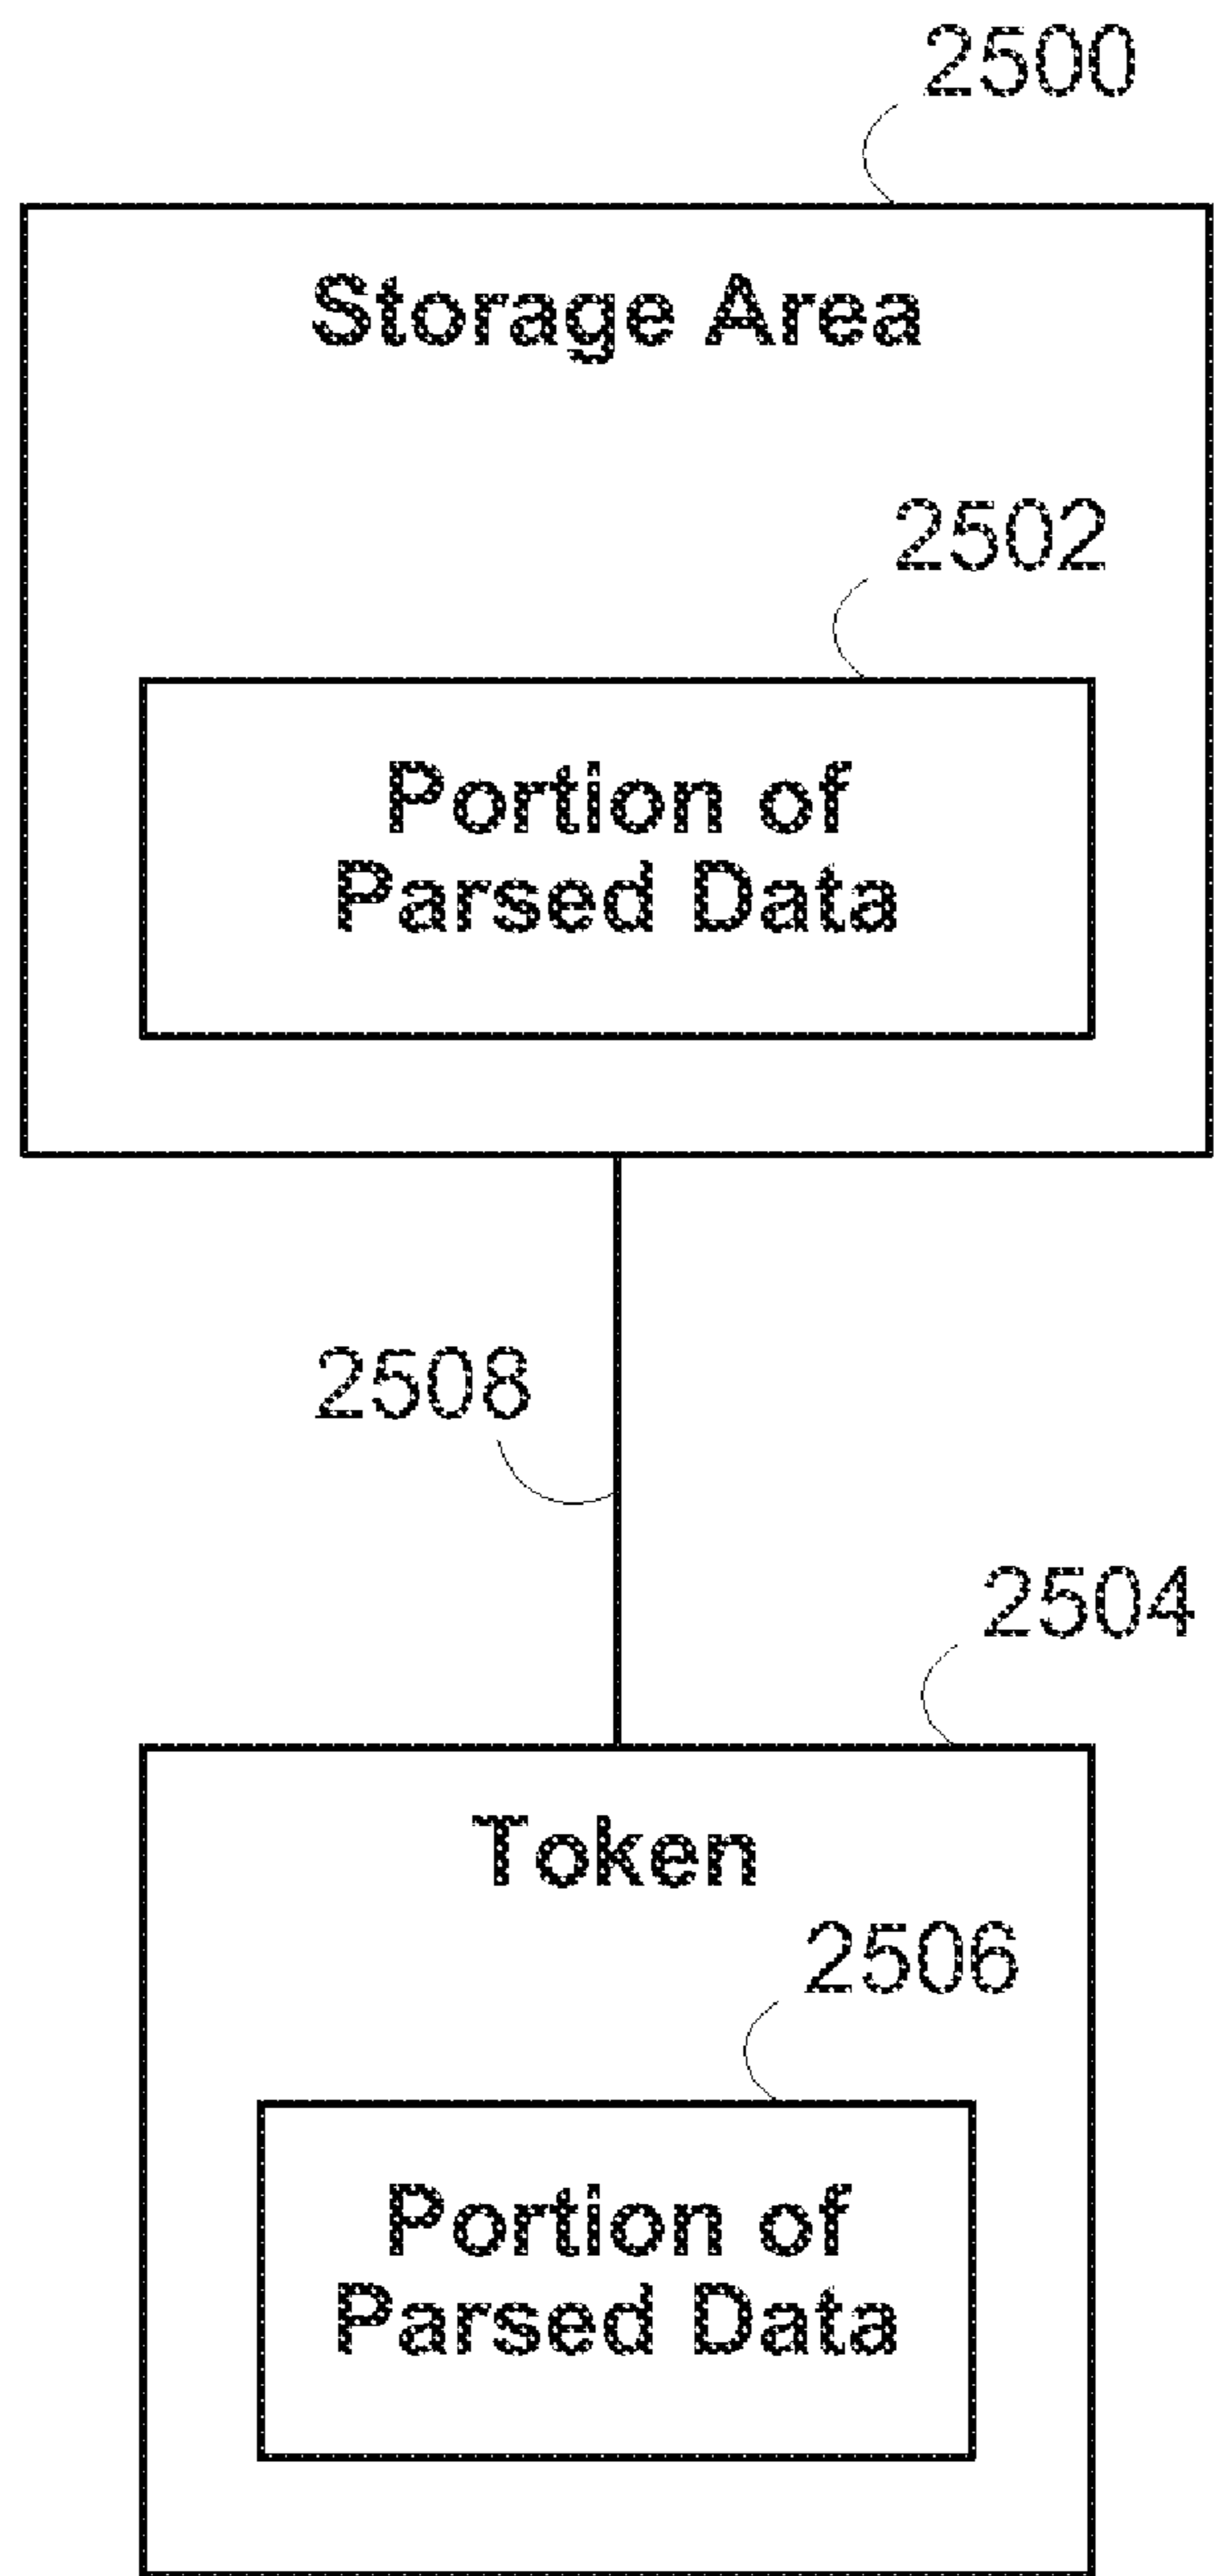 2500
Storage Area
2502
Portion of
Parsed Data
2508
2504
Token
2506
Portion of
Parsed Data